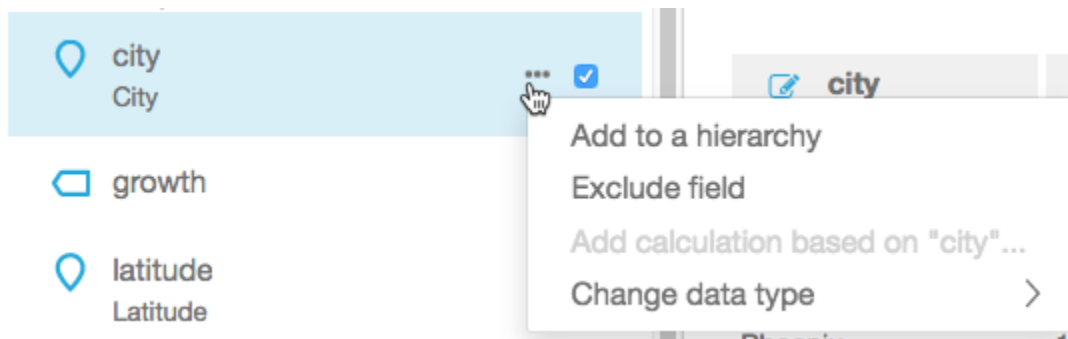 city
City
city
Add to a hierarchy
Exclude field
Add calculation based on "city"...
Change data type
growth
latitude
Latitude